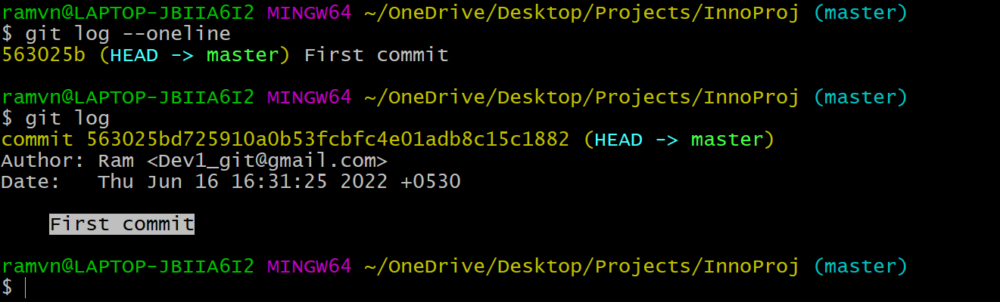 ramvn@LAPTOP-JBIIA6I2 MINGW64 ~/OneDrive/Desktop/Projects/InnoProj (master)
$ git log --oneline
563025b (HEAD -> master) First commit
ramvn@LAPTOP-JBIIA6I2 MINGW64 ~/OneDrive/Desktop/Projects/InnoProj (master)
$ git log
commit 563025bd725910a0b53fcbfc4e01adb8c15c1882 (HEAD -> master)
Author: Ram <Dev1_git@gmail.com>
Date:   Thu Jun 16 16:31:25 2022 +0530
    First commit
ramvn@LAPTOP-JBIIA6I2 MINGW64 ~/OneDrive/Desktop/Projects/InnoProj (master)
$